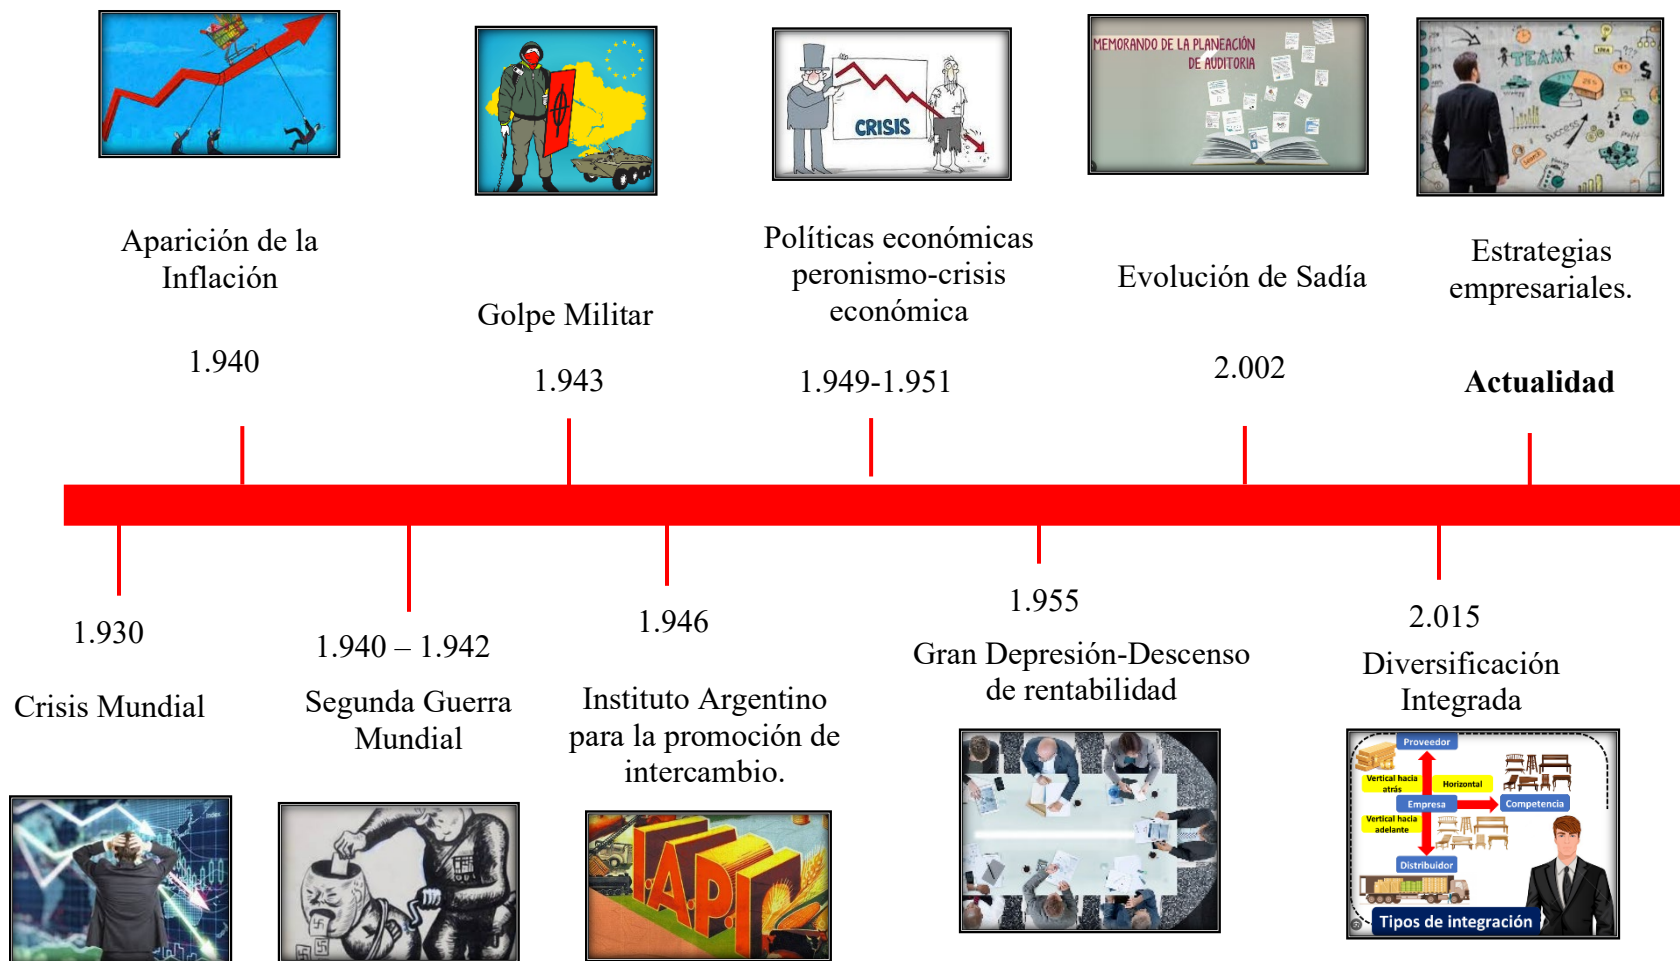 MEMORANDO DE LA PLANEACIÓN
DE AUDITORIA
TEAM
IDEA
SUCCESS
profit
CRISIS
Aparición de la
Inflación
1.940
Golpe Militar
1.943
Políticas económicas
peronismo-crisis
económica
1.949-1.951
Evolución de Sadía
2.002
Estrategias
empresariales.
Actualidad
1.930
Crisis Mundial
1.940 – 1.942
Segunda Guerra
Mundial
1.946
Instituto Argentino
para la promoción de
intercambio.
I.A.P.I
1.955
Gran Depresión-Descenso
de rentabilidad
2.015
Diversificación
Integrada
Proveedor
Vertical hacia
atrás
Horizontal
Empresa
Competencia
Vertical hacia
adelante
Distribuidor
Tipos de integración